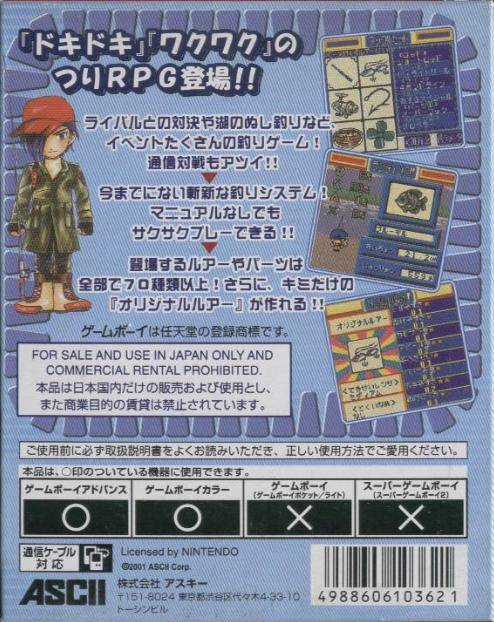 『ドキドキ』『ワクワク』の
つりRPG登場!!
ライバルとの対決や湖のぬし釣りなど、
イベントたくさんの釣りゲーム!
通信対戦もアツイ!!
今までにない斬新な釣りシステム!
マニュアルなしでも
サクサクプレーできる!!
登場するルアーやパーツは
全部で70種類以上!さらに、キミだけの
『オリジナルルアー』が作れる!!
オリジナルルアー
ゲームボーイは任天堂の登録商標です。
FOR SALE AND USE IN JAPAN ONLY AND
COMMERCIAL RENTAL PROHIBITED.
本品は日本国内だけの販売および使用とし、
また商業目的の賃貸は禁止されています。
ご使用前に必ず取扱説明書をよくお読みいただき、正しい使用方法でご愛用ください。
本品は、○印のついている機器に使用できます。
ゲームボーイアドバンス
ゲームボーイカラー
ゲームボーイ
(ゲームボーイポケット/ライト)
スーパーゲームボーイ
(スーパーゲームボーイ2)
○ ○ × ×
通信ケーブル
対応
Licensed by NINTENDO
©2001 ASCII Corp.
ASCII
株式会社 アスキー
〒151-8024 東京都渋谷区代々木4-33-10
トーシンビル
4988606103621